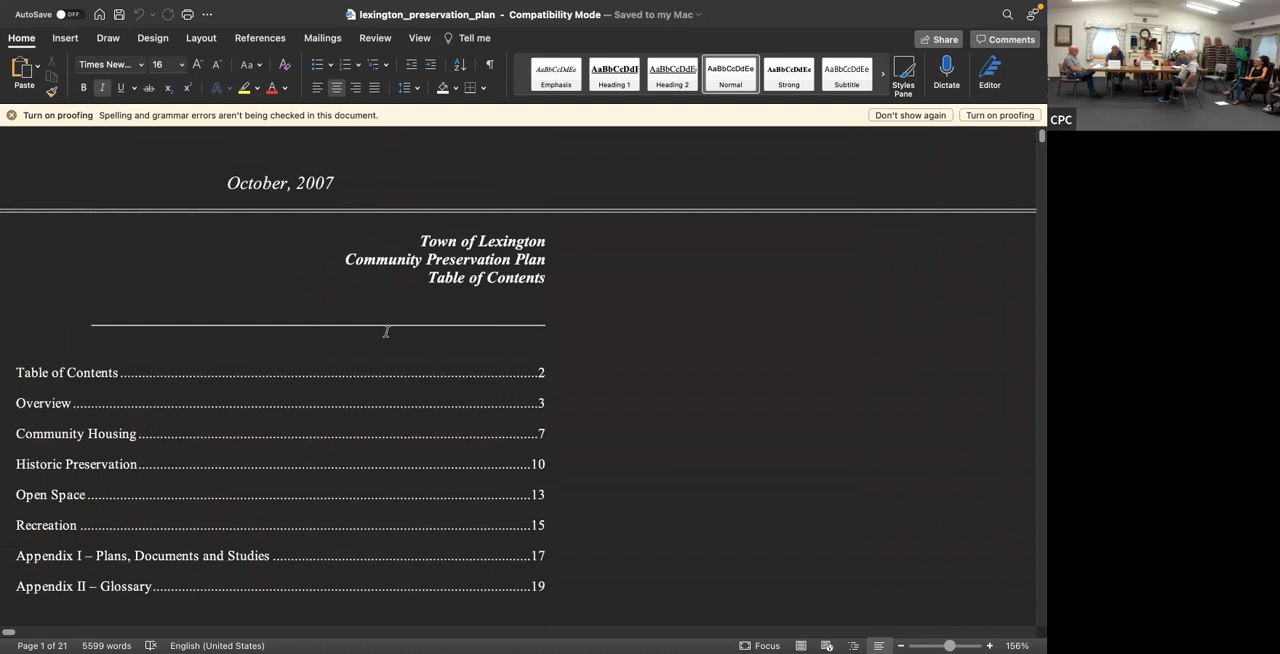 AutoSave OFF
lexington_preservation_plan - Compatibility Mode — Saved to my Mac
Home Insert Draw Design Layout References Mailings Review View Tell me
Share Comments
Paste
Times New... 16
Aa
B I U ab x₂ x² A A
AaBbCcDdEe
Emphasis
AaBbCcDdI
Heading 1
AaBbCcDdEe
Heading 2
AaBbCcDdEe
Normal
AaBbCcDdEe
Strong
AaBbCcDdEe
Subtitle
Styles
Pane
Dictate
Editor
Turn on proofing Spelling and grammar errors aren't being checked in this document.
Don't show again Turn on proofing
CPC
October, 2007
Town of Lexington
Community Preservation Plan
Table of Contents
Table of Contents 2
Overview 3
Community Housing 7
Historic Preservation 10
Open Space 13
Recreation 15
Appendix I – Plans, Documents and Studies 17
Appendix II – Glossary 19
Page 1 of 21 5599 words English (United States)
Focus 156%